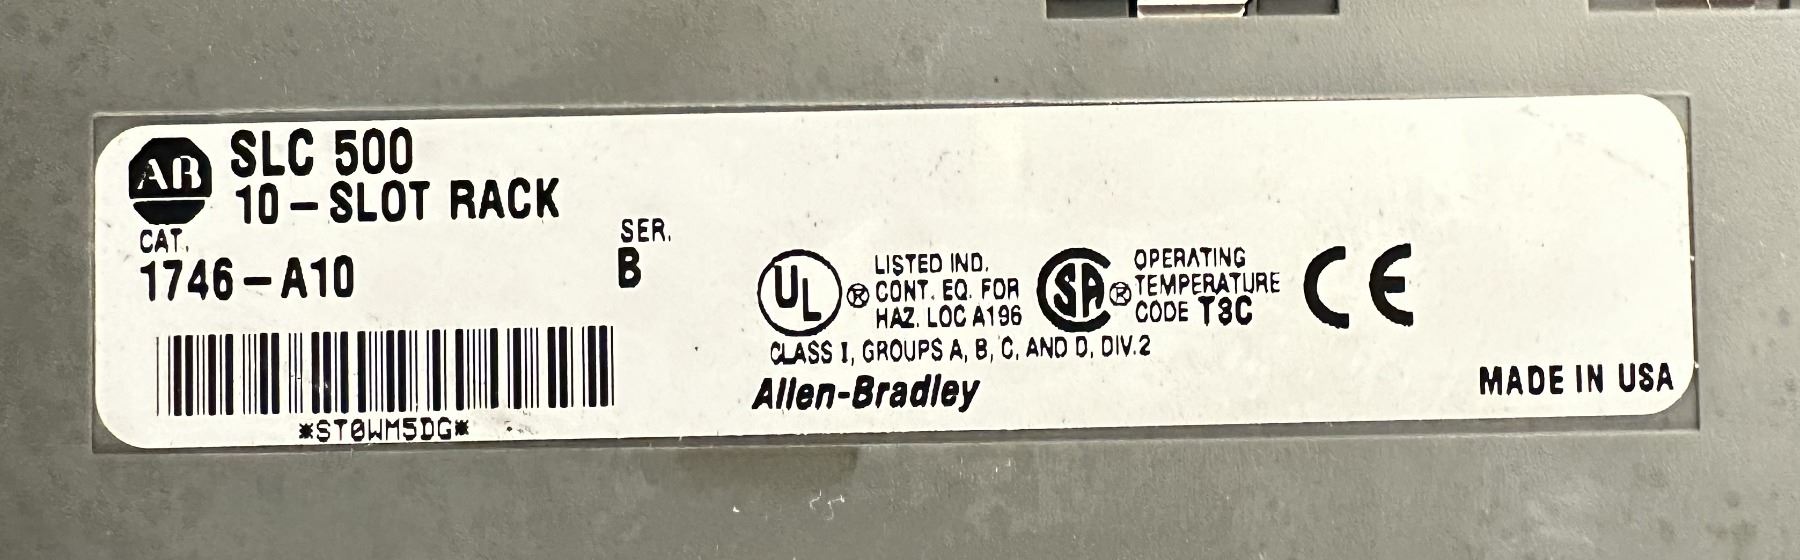 AB SLC 500
10-SLOT RACK
CAT.
1746-A10
SER.
B
*ST0WM5DG*
UL ® LISTED IND.
CONT. EQ. FOR
HAZ. LOC A196
SA ® OPERATING
TEMPERATURE
CODE T3C
CE
CLASS I, GROUPS A, B, C, AND D, DIV.2
Allen-Bradley
MADE IN USA